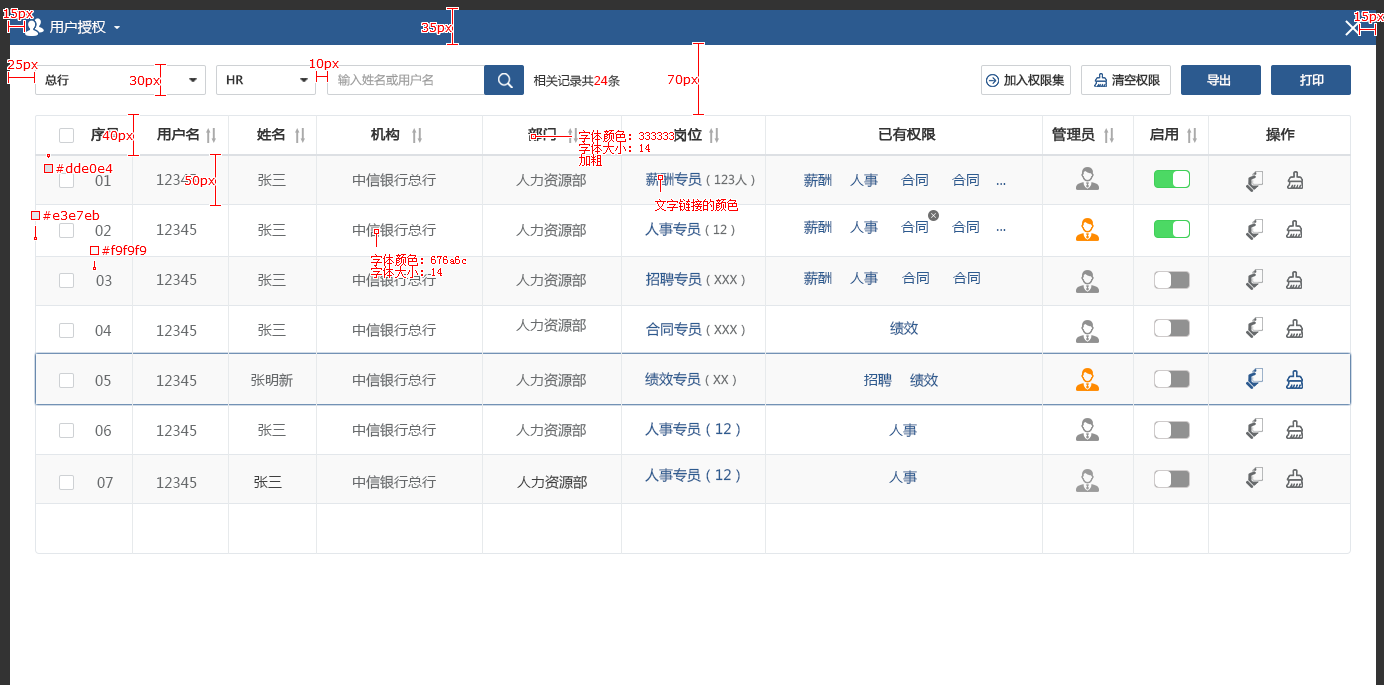 15px 用户授权 35px 15px
25px 总行 30px HR 10px 输入姓名或用户名 相关记录共24条 70px 加入权限集 清空权限 导出 打印
序号 40px 用户名 姓名 机构 部门 岗位 已有权限 管理员 启用 操作
字体颜色: 333333
字体大小: 14
加粗
#dde0e4
01 12345 50px 张三 中信银行总行 人力资源部 薪酬专员 ( 123人 ) 薪酬 人事 合同 合同 ...
文字链接的颜色
#e3e7eb
02 12345 张三 中信银行总行 人力资源部 人事专员 ( 12 ) 薪酬 人事 合同 合同 ...
#f9f9f9
字体颜色: 676a6c
字体大小: 14
03 12345 张三 中信银行总行 人力资源部 招聘专员 ( XXX ) 薪酬 人事 合同 合同
04 12345 张三 中信银行总行 人力资源部 合同专员 ( XXX ) 绩效
05 12345 张明新 中信银行总行 人力资源部 绩效专员 ( XX ) 招聘 绩效
06 12345 张三 中信银行总行 人力资源部 人事专员 ( 12 ) 人事
07 12345 张三 中信银行总行 人力资源部 人事专员 ( 12 ) 人事